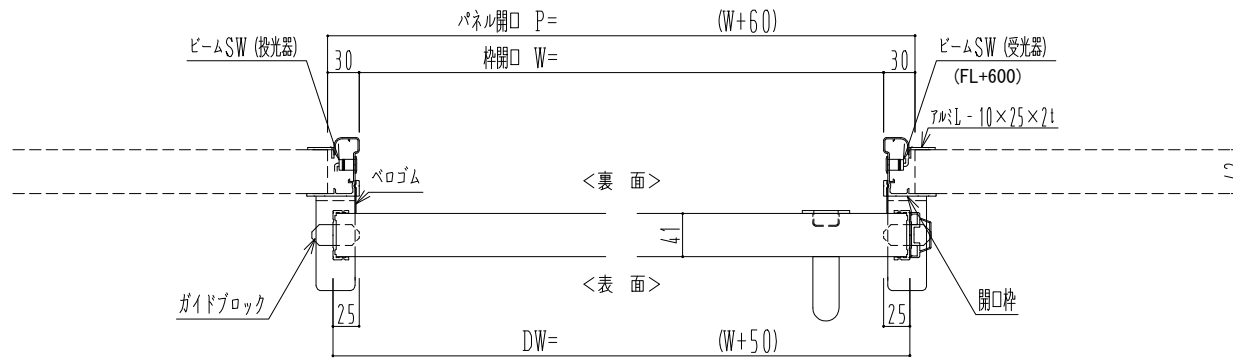 パネル開口 P= (W+60)
ビームSW (投光器)
30
枠開口 W=
30
ビームSW (受光器)
(FL+600)
アルミL-10×25×2t
ベロゴム
<裏 面>
41
<表 面>
ガイドブロック
25
25
開口枠
DW= (W+50)